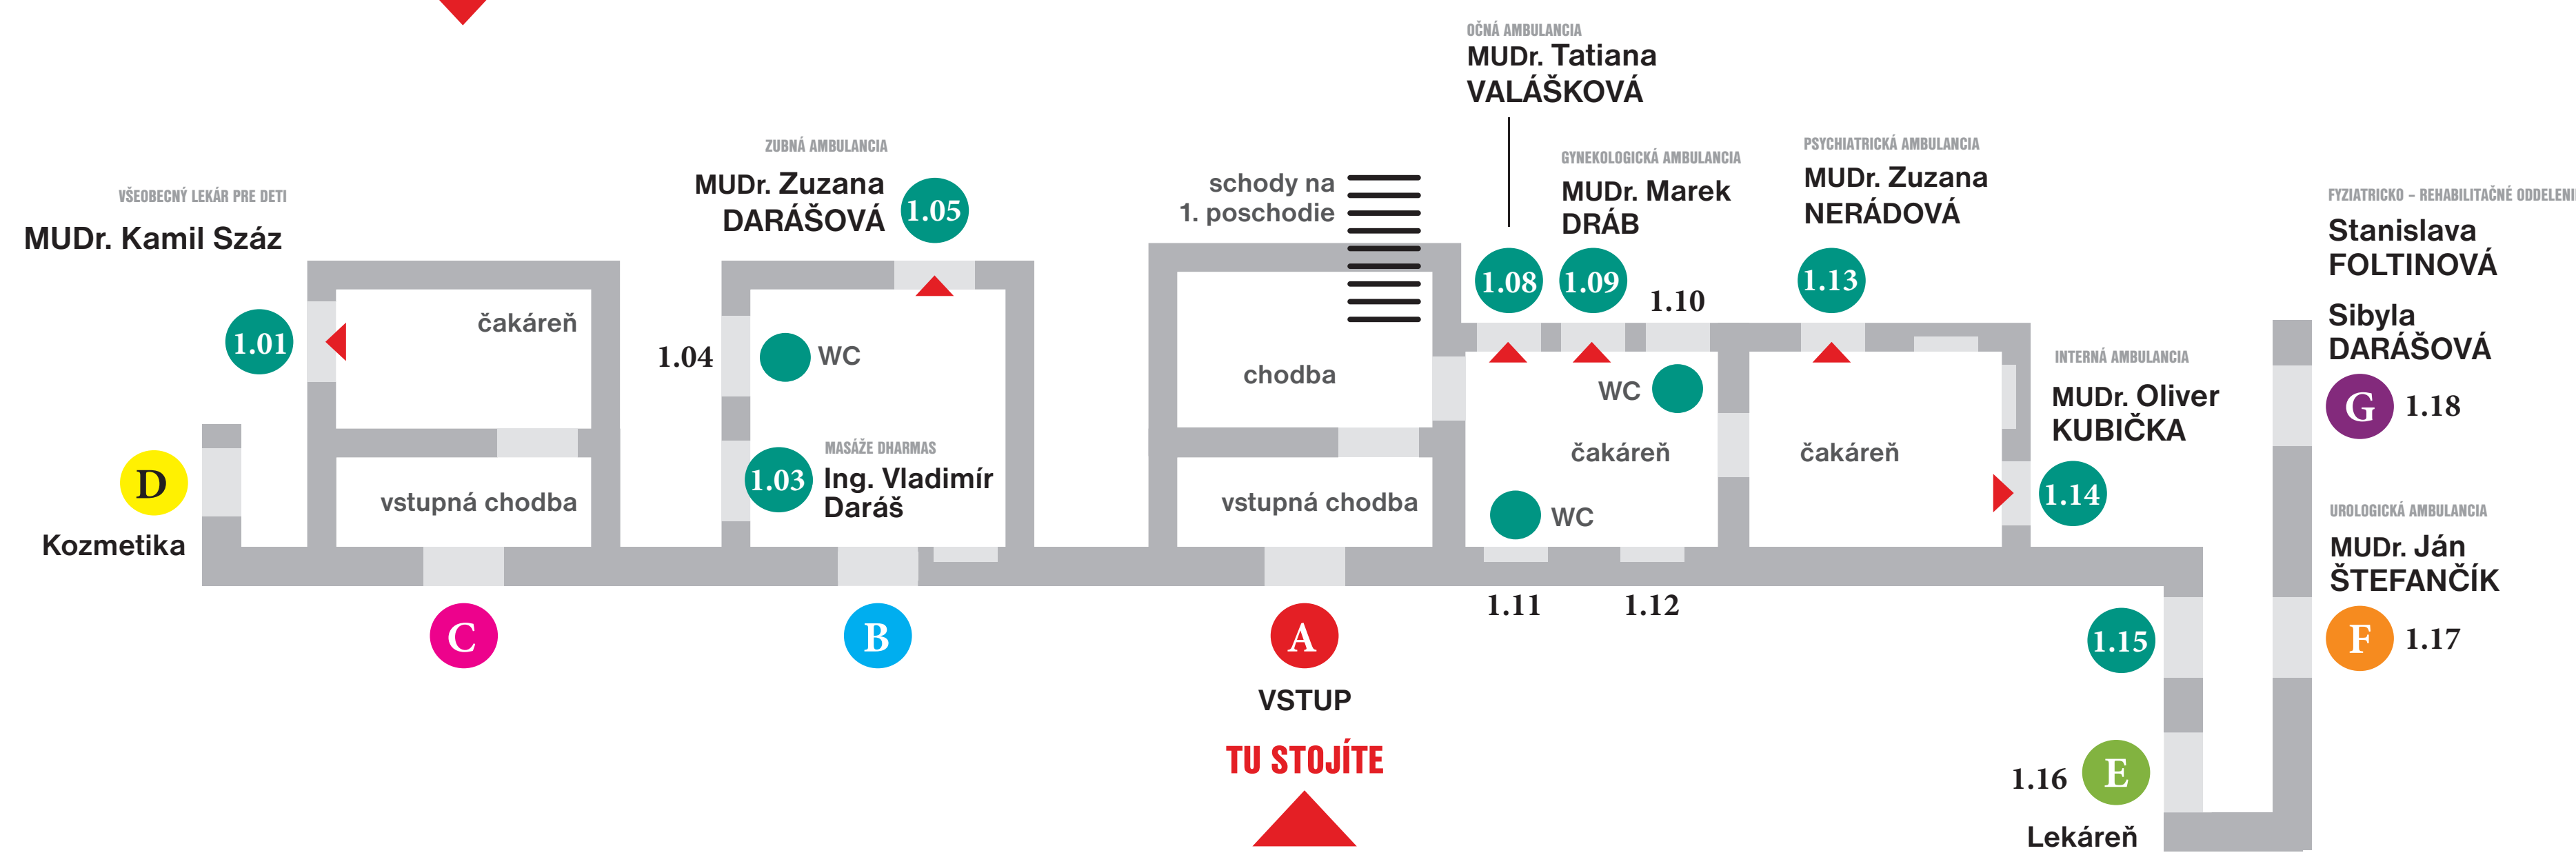 OČNÁ AMBULANCIA
MUDr. Tatiana
VALÁŠKOVÁ
ZUBNÁ AMBULANCIA
MUDr. Zuzana
DARÁŠOVÁ
1.05
VŠEOBECNÝ LEKÁR PRE DETI
MUDr. Kamil Száz
1.01
čakáreň
vstupná chodba
D
Kozmetika
C
1.04
WC
MASÁŽE DHARMAS
1.03
Ing. Vladimír
Daráš
B
schody na
1. poschodie
chodba
vstupná chodba
A
VSTUP
TU STOJÍTE
GYNEKOLOGICKÁ AMBULANCIA
MUDr. Marek
DRÁB
1.08
1.09
1.10
WC
čakáreň
WC
1.11
1.12
PSYCHIATRICKÁ AMBULANCIA
MUDr. Zuzana
NERÁDOVÁ
1.13
čakáreň
INTERNÁ AMBULANCIA
MUDr. Oliver
KUBIČKA
1.14
1.15
1.16
E
Lekáreň
FYZIATRICKO – REHABILITAČNÉ ODDELENI
Stanislava
FOLTINOVÁ
Sibyla
DARÁŠOVÁ
G 1.18
UROLOGICKÁ AMBULANCIA
MUDr. Ján
ŠTEFANČÍK
F 1.17